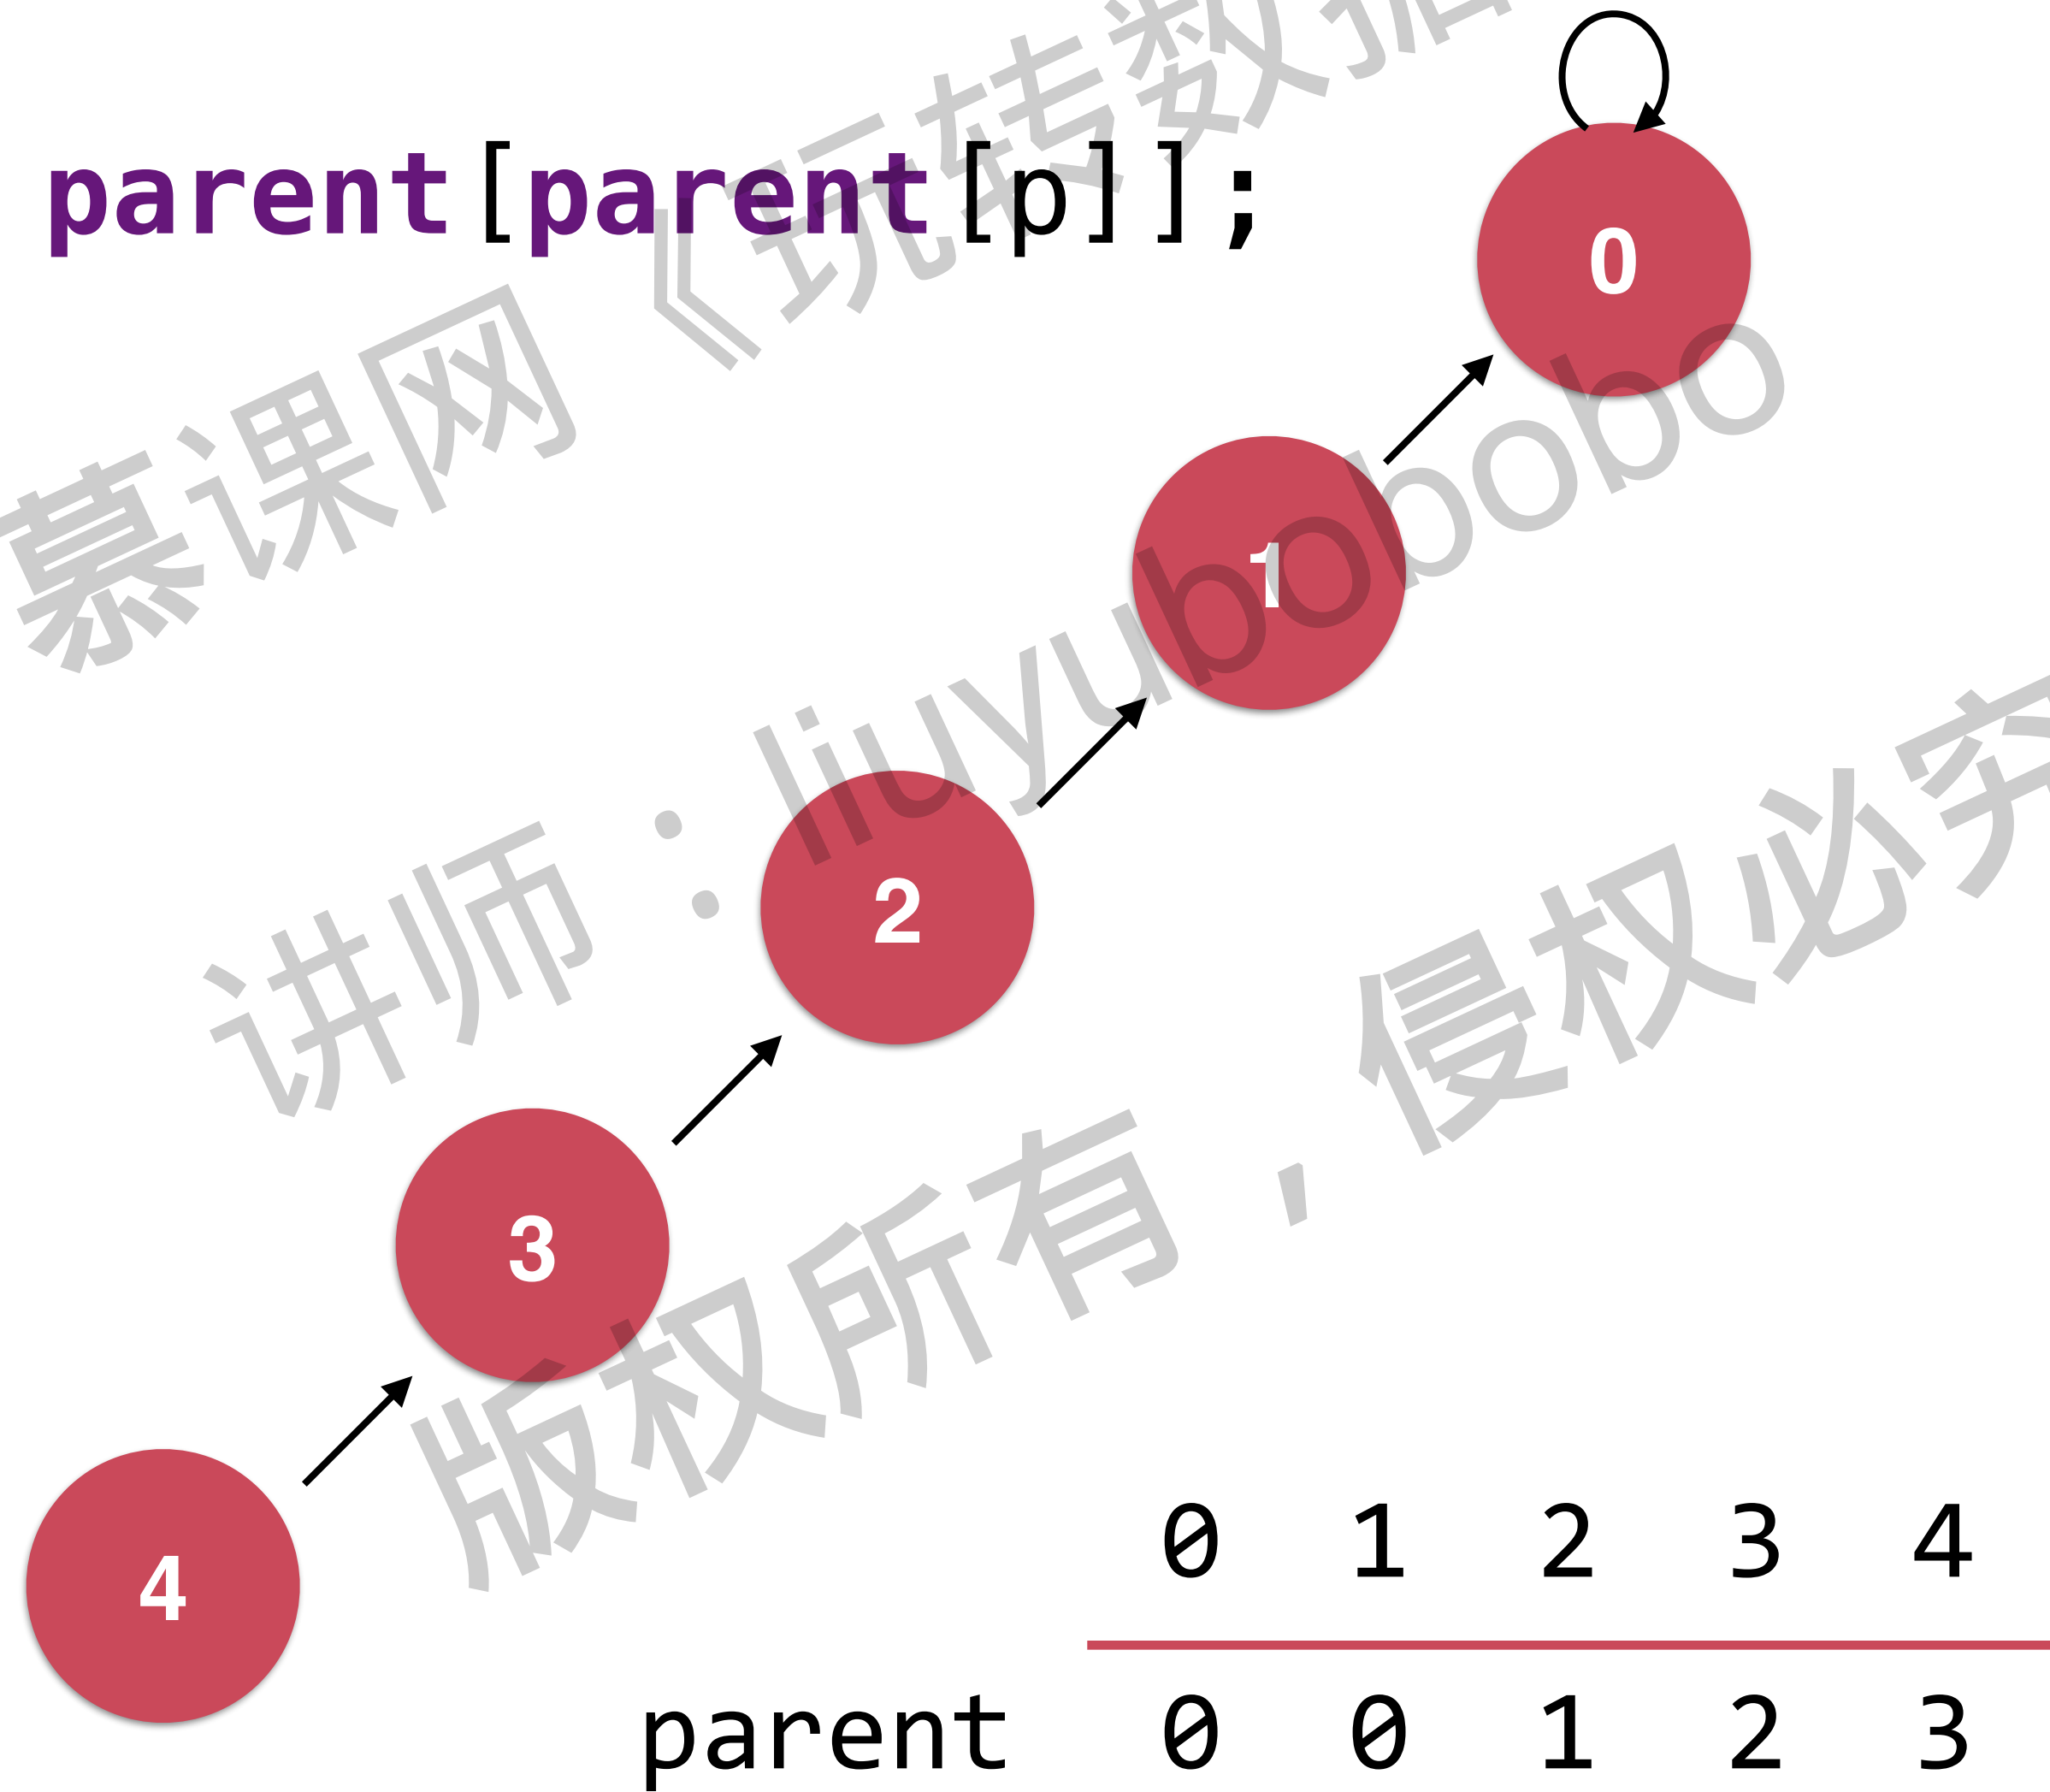 parent[parent[p]];
0
1
2
3
4
0 1 2 3 4
parent 0 0 1 2 3
慕课网《玩转数
讲师：liuyubobobo
版权所有，侵权必究